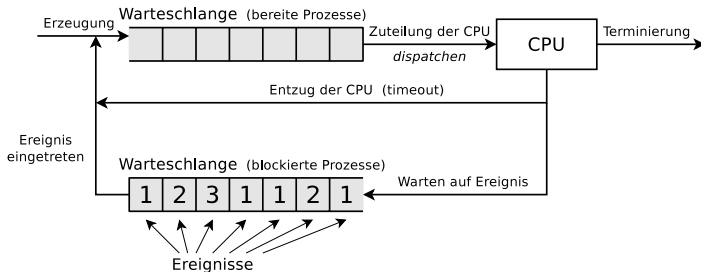 Warteschlange (bereite Prozesse)
Erzeugung
Zuteilung der CPU
dispatchen
CPU
Terminierung
Entzug der CPU (timeout)
Ereignis
eingetreten
Warteschlange (blockierte Prozesse)
1 2 3 1 1 2 1
Warten auf Ereignis
Ereignisse